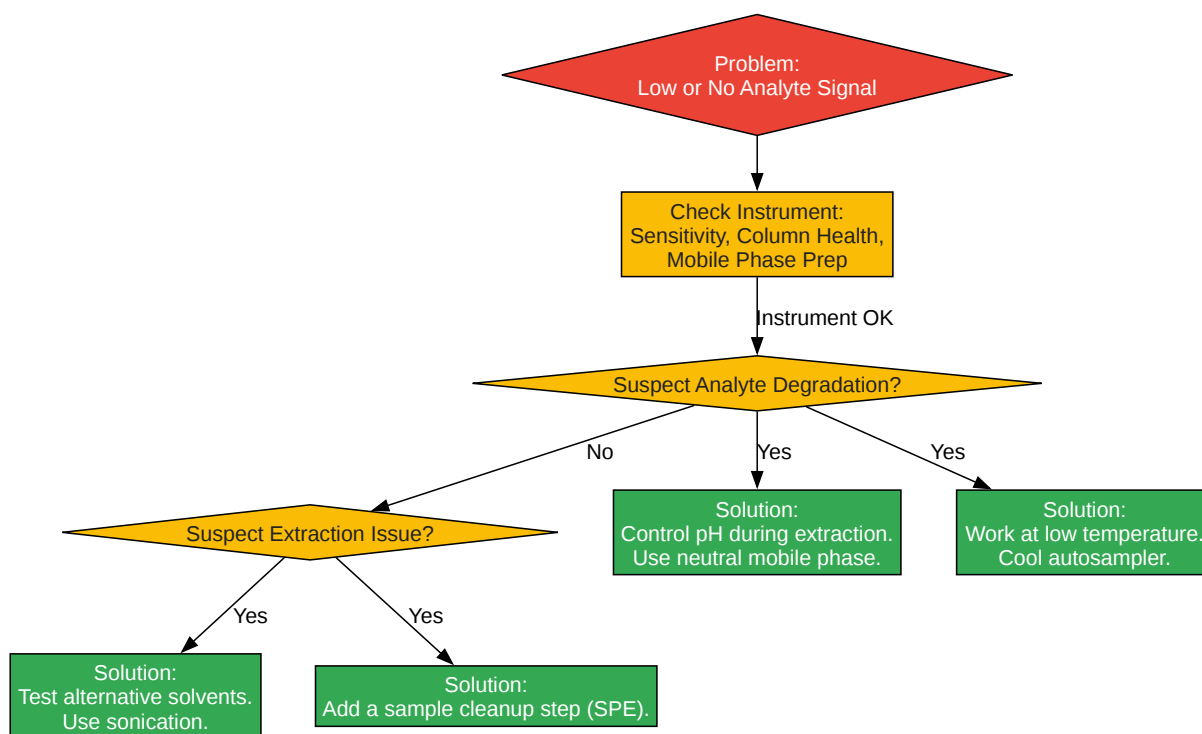 Problem:
Low or No Analyte Signal
Check Instrument:
Sensitivity, Column Health,
Mobile Phase Prep
Instrument OK
Suspect Analyte Degradation?
No
Yes
Yes
Suspect Extraction Issue?
Solution:
Control pH during extraction.
Use neutral mobile phase.
Solution:
Work at low temperature.
Cool autosampler.
Yes
Yes
Solution:
Test alternative solvents.
Use sonication.
Solution:
Add a sample cleanup step (SPE).